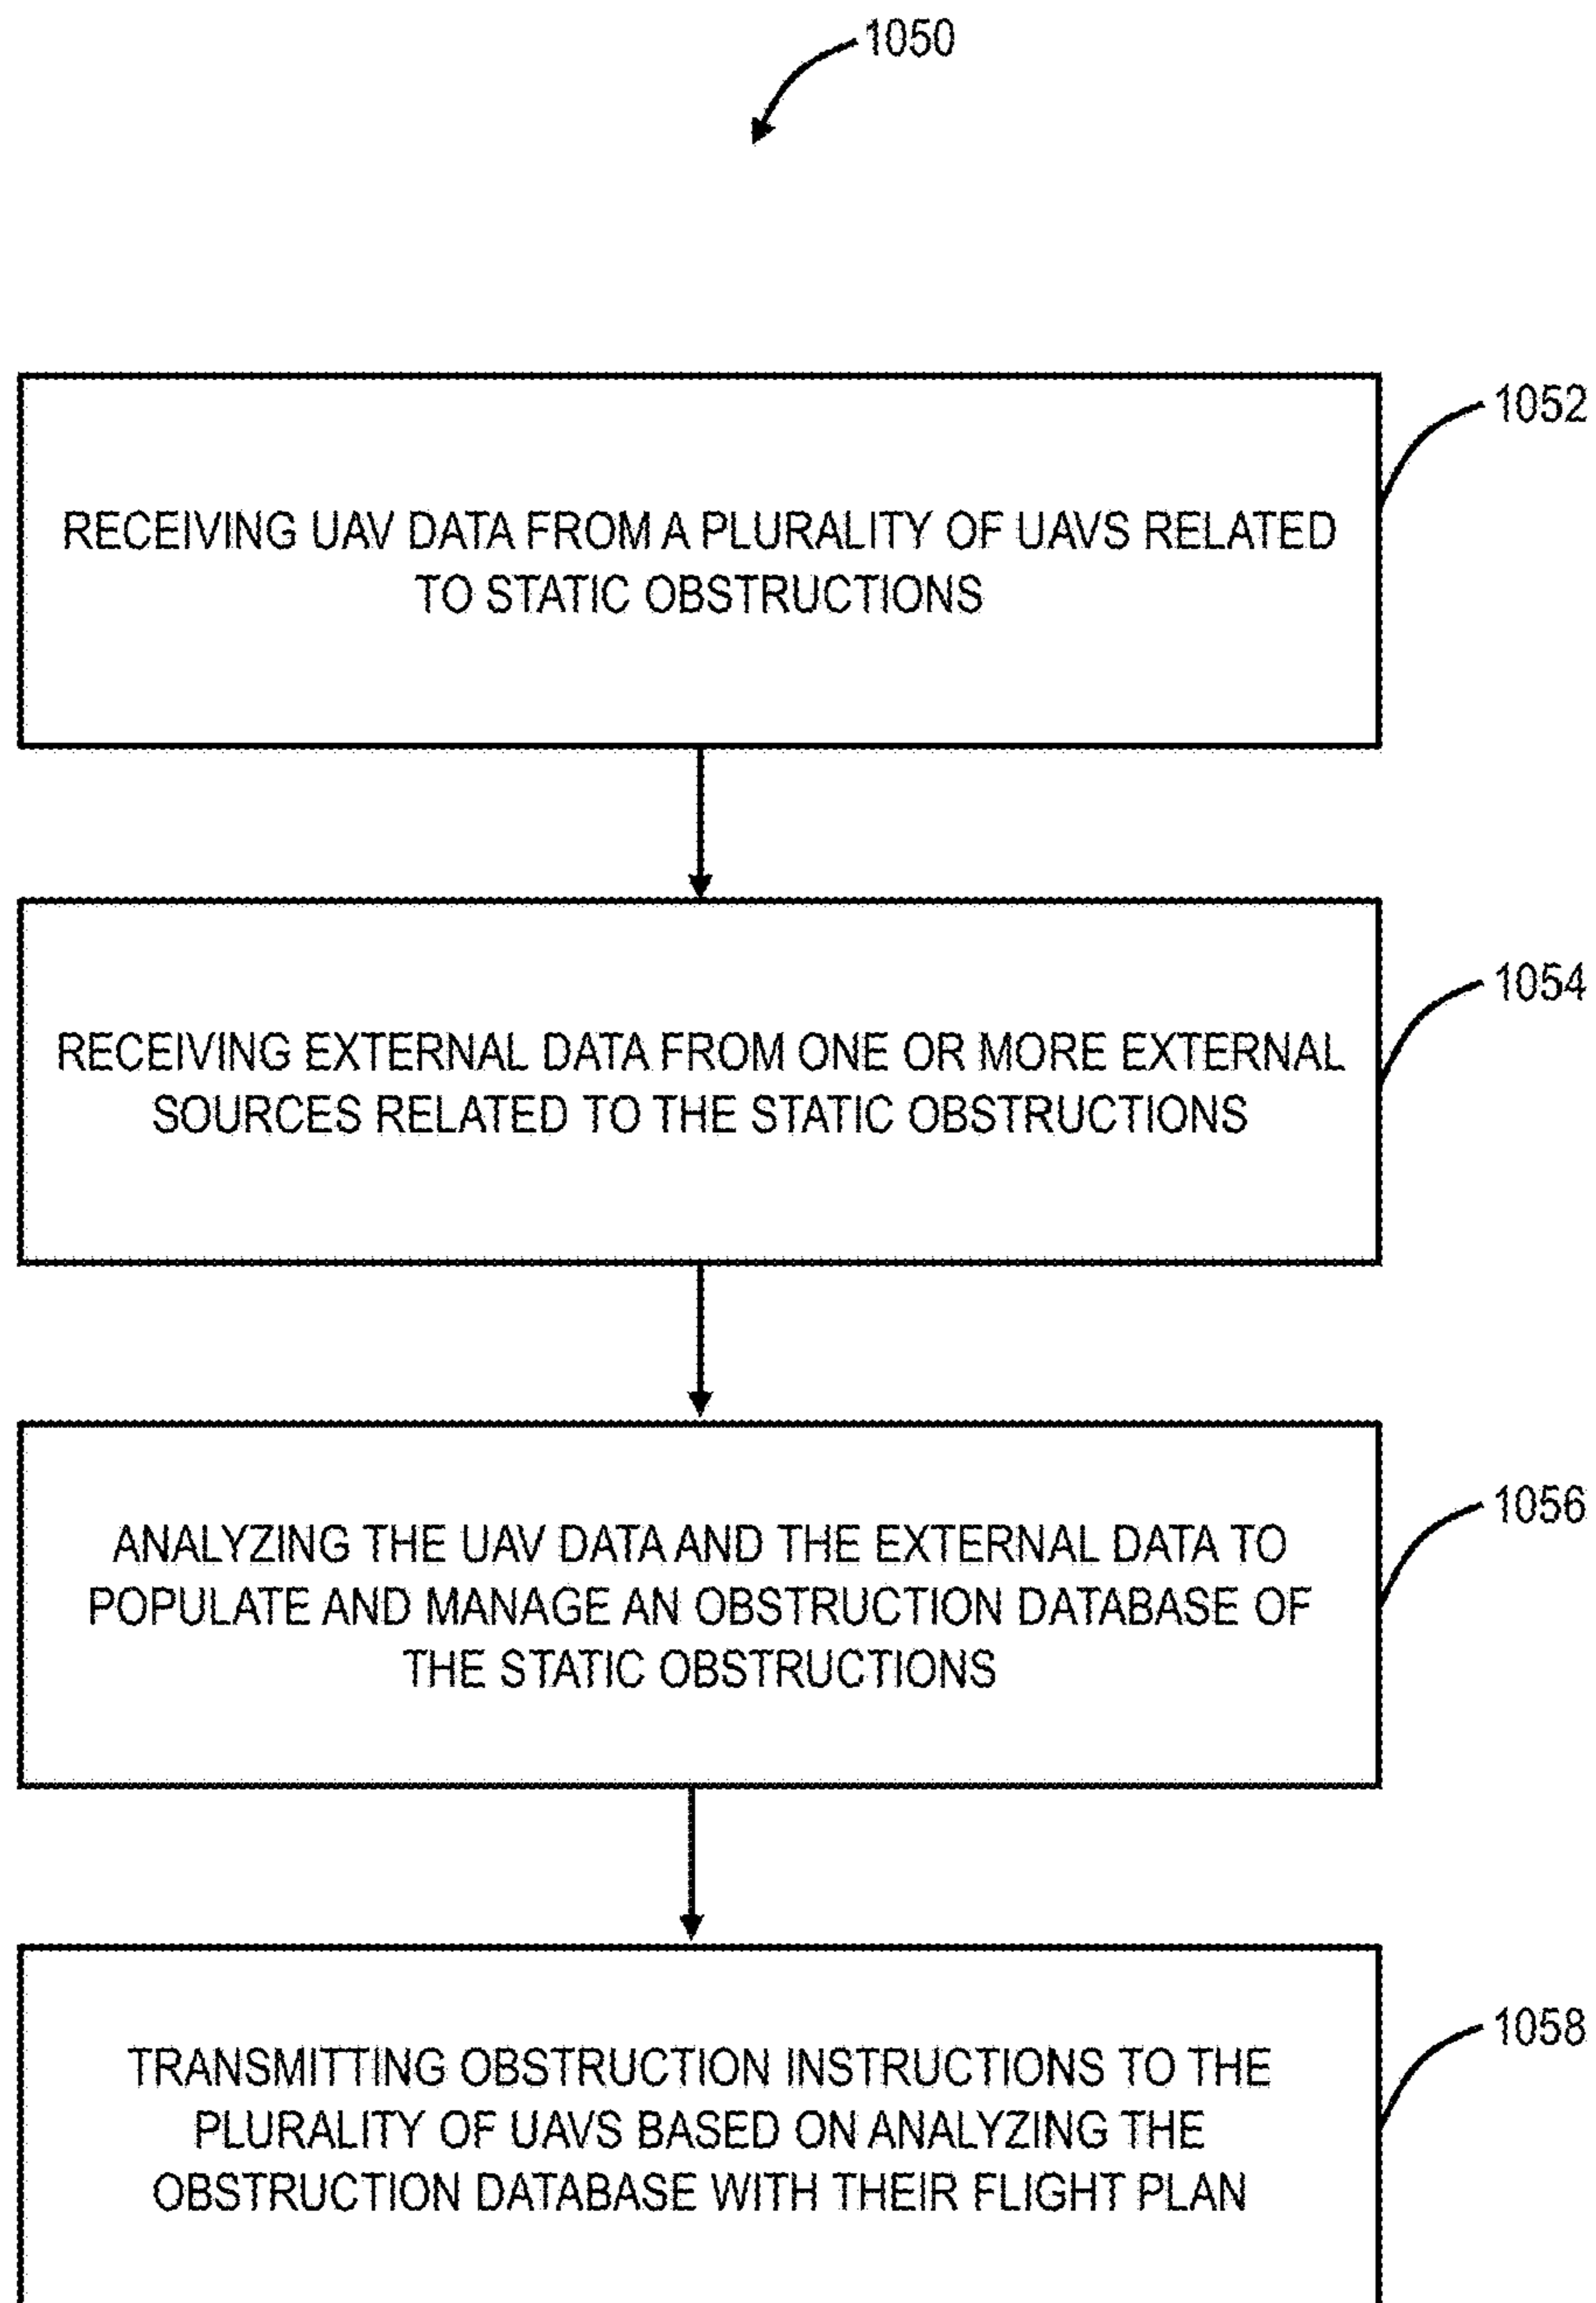 1050
1052
RECEIVING UAV DATA FROM A PLURALITY OF UAVS RELATED
TO STATIC OBSTRUCTIONS
1054
RECEIVING EXTERNAL DATA FROM ONE OR MORE EXTERNAL
SOURCES RELATED TO THE STATIC OBSTRUCTIONS
1056
ANALYZING THE UAV DATA AND THE EXTERNAL DATA TO
POPULATE AND MANAGE AN OBSTRUCTION DATABASE OF
THE STATIC OBSTRUCTIONS
1058
TRANSMITTING OBSTRUCTION INSTRUCTIONS TO THE
PLURALITY OF UAVS BASED ON ANALYZING THE
OBSTRUCTION DATABASE WITH THEIR FLIGHT PLAN